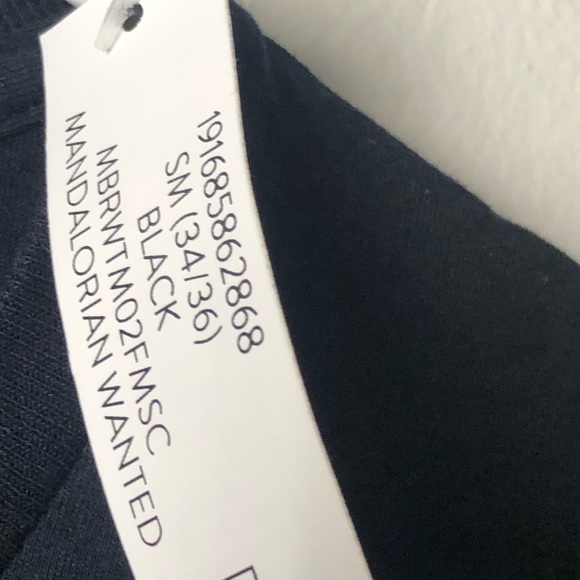 191685862868
SM (34/36)
BLACK
MBRWTM02FMSC
MANDALORIAN WANTED